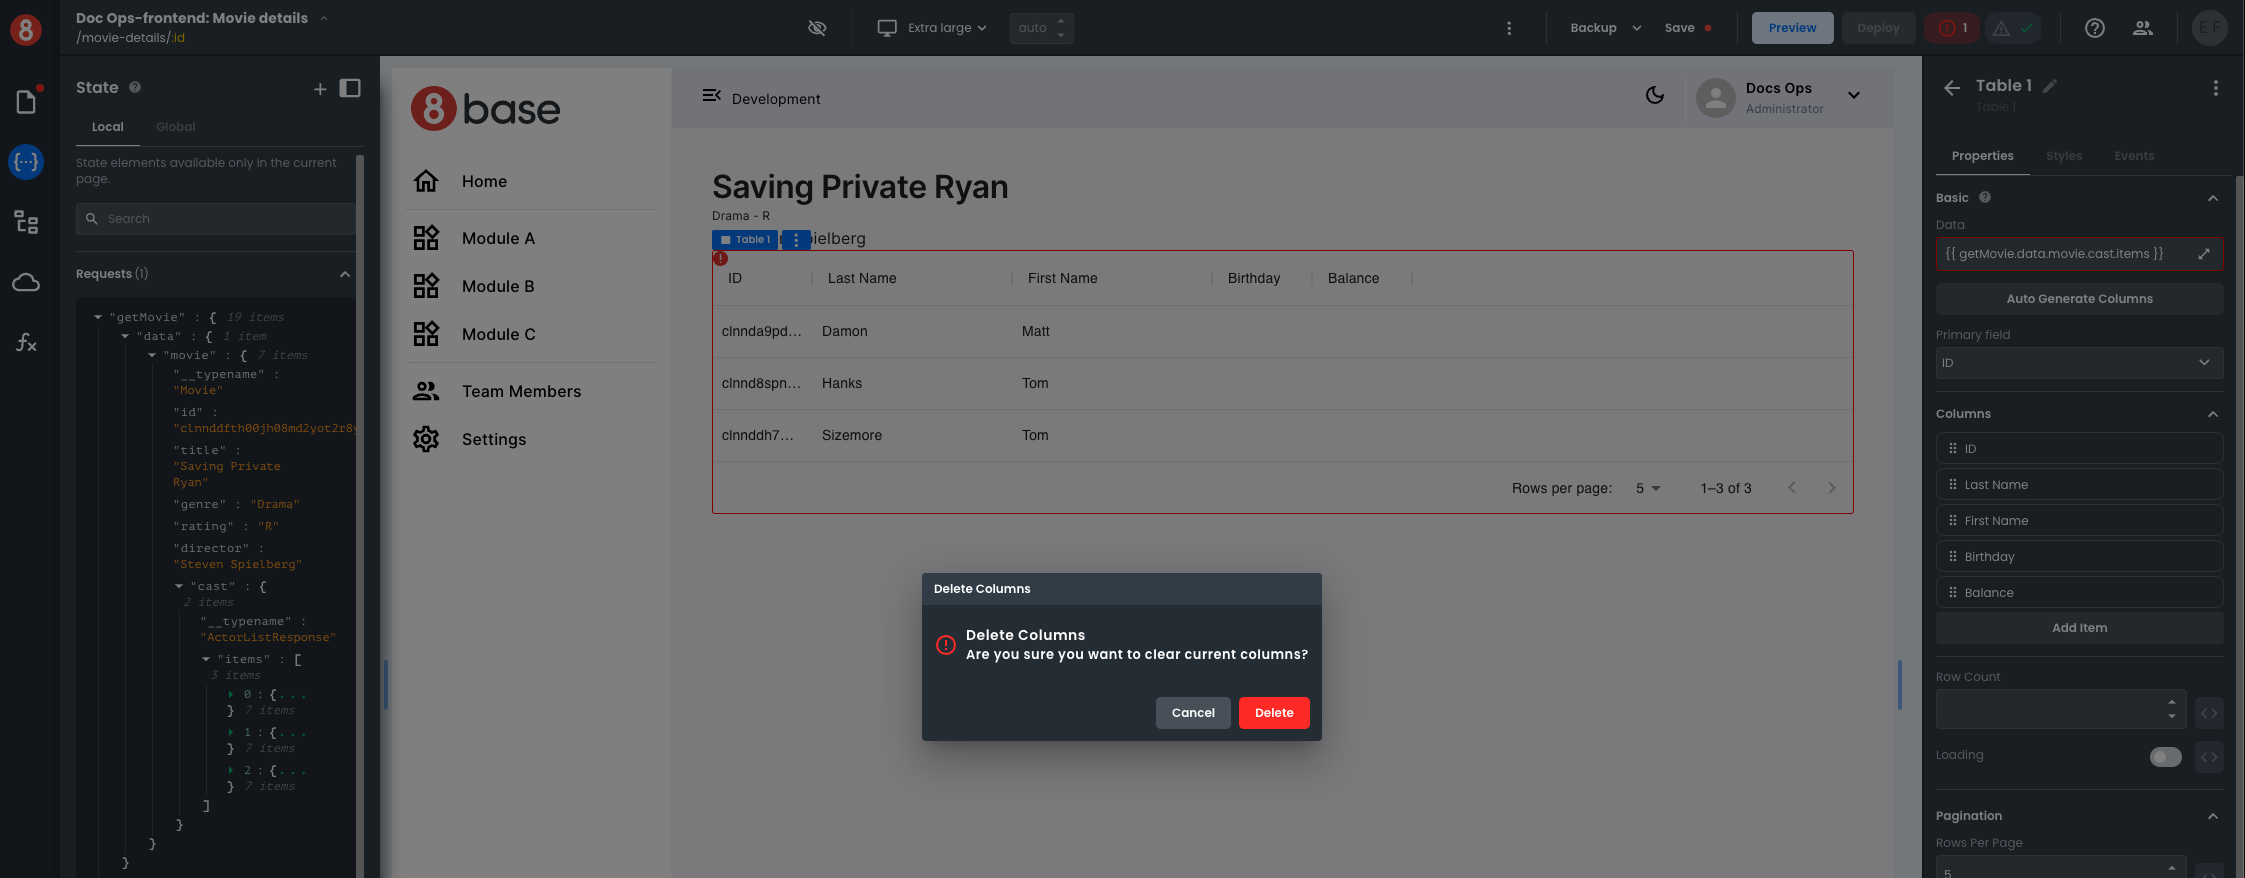 Doc Ops-frontend: Movie details
/movie-details/:id
Extra large
auto
Backup
Save
Preview
Deploy
1
E F
State
Local
Global
State elements available only in the current
page.
Search
Requests (1)
"getMovie" : { 19 items
"data" : { 1 item
"movie" : { 7 items
"__typename" :
"Movie"
"id" :
"clnnddfth00jh08md2yot2r8y
"title" :
"Saving Private
Ryan"
"genre" : "Drama"
"rating" : "R"
"director" :
"Steven Spielberg"
"cast" : {
2 items
"__typename" :
"ActorListResponse"
"items" : [
3 items
0 : {...
} 7 items
1 : {...
} 7 items
2 : {...
} 7 items
]
}
}
}
8base
Home
Module A
Module B
Module C
Team Members
Settings
Development
Docs Ops
Administrator
Saving Private Ryan
Drama - R
Table 1
ielberg
ID Last Name First Name Birthday Balance
clnnda9pd... Damon Matt
clnnd8spn... Hanks Tom
clnnddh7... Sizemore Tom
Rows per page: 5 1–3 of 3
Delete Columns
Delete Columns
Are you sure you want to clear current columns?
Cancel
Delete
Table 1
Table 1
Properties
Styles
Events
Basic
Data
{{ getMovie.data.movie.cast.items }}
Auto Generate Columns
Primary field
ID
Columns
ID
Last Name
First Name
Birthday
Balance
Add Item
Row Count
Loading
Pagination
Rows Per Page
5